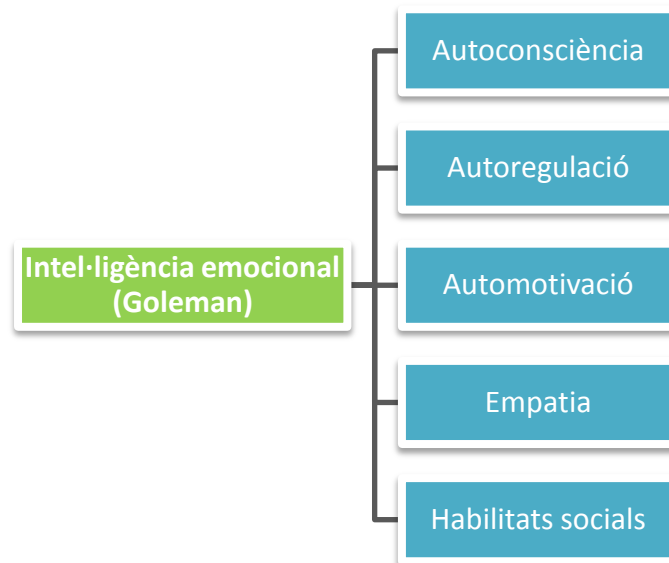 Autoconsciència
Autoregulació
Intel·ligència emocional
(Goleman)
Automotivació
Empatia
Habilitats socials